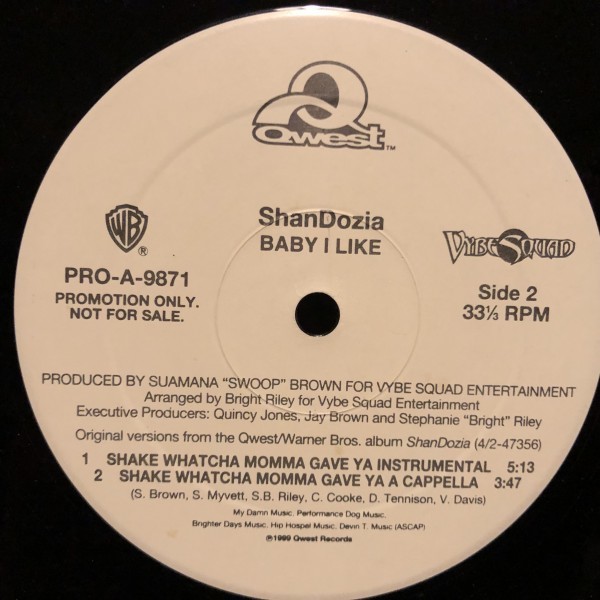 Qwest™
ShanDozia
BABY I LIKE
WB®
PRO-A-9871
PROMOTION ONLY.
NOT FOR SALE.
VYBE SQUAD
Side 2
33⅓ RPM
PRODUCED BY SUAMANA "SWOOP" BROWN FOR VYBE SQUAD ENTERTAINMENT
Arranged by Bright Riley for Vybe Squad Entertainment
Executive Producers: Quincy Jones, Jay Brown and Stephanie "Bright" Riley
Original versions from the Qwest/Warner Bros. album ShanDozia (4/2-47356)
1 SHAKE WHATCHA MOMMA GAVE YA INSTRUMENTAL 5:13
2 SHAKE WHATCHA MOMMA GAVE YA A CAPPELLA 3:47
(S. Brown, S. Myvett, S.B. Riley, C. Cooke, D. Tennison, V. Davis)
My Damn Music. Performance Dog Music.
Brighter Days Music. Hip Hospel Music. Devin T. Music (ASCAP)
℗1999 Qwest Records